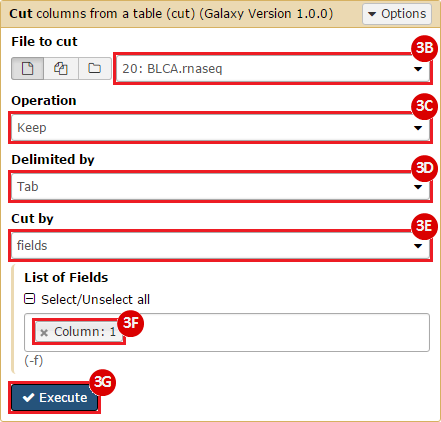 Cut columns from a table (cut) (Galaxy Version 1.0.0) Options
File to cut
3B
20: BLCA.rnaseq
Operation
3C
Keep
Delimited by
3D
Tab
Cut by
3E
fields
List of Fields
Select/Unselect all
3F
× Column: 1
(-f)
3G
Execute